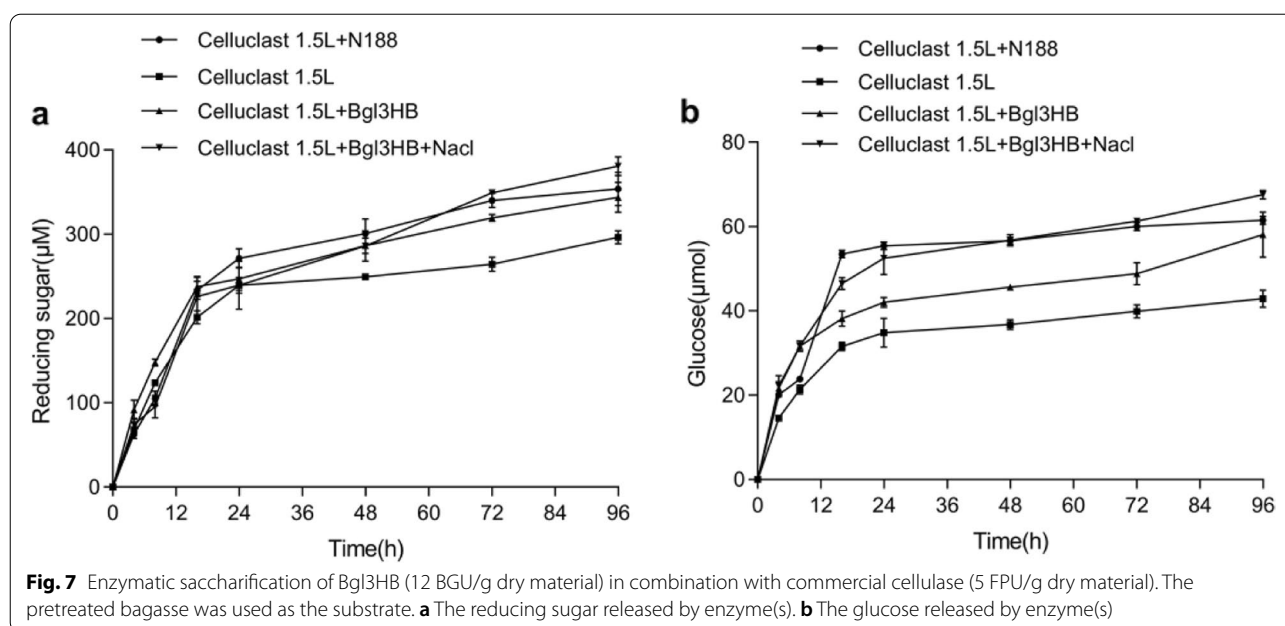 Celluclast 1.5L+N188
Celluclast 1.5L
Celluclast 1.5L+Bgl3HB
Celluclast 1.5L+Bgl3HB+Nacl
a
Reducing sugar(μM)
400
300
200
100
0
0 12 24 36 48 60 72 84 96
Time(h)
Celluclast 1.5L+N188
Celluclast 1.5L
Celluclast 1.5L+Bgl3HB
Celluclast 1.5L+Bgl3HB+Nacl
b
Glucose(μmol)
80
60
40
20
0
0 12 24 36 48 60 72 84 96
Time(h)
Fig. 7 Enzymatic saccharification of Bgl3HB (12 BGU/g dry material) in combination with commercial cellulase (5 FPU/g dry material). The
pretreated bagasse was used as the substrate. a The reducing sugar released by enzyme(s). b The glucose released by enzyme(s)